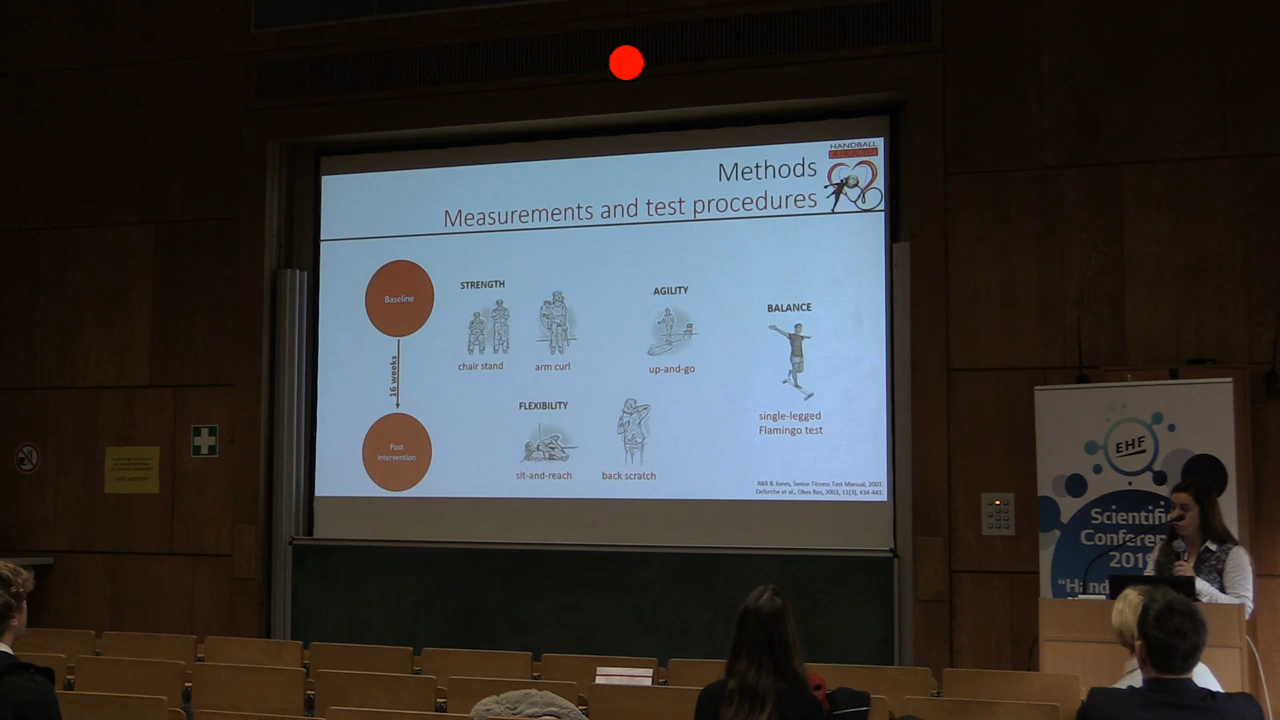 HANDBALL
Methods
Measurements and test procedures
Baseline
16 weeks
Post
Intervention
STRENGTH
chair stand
arm curl
AGILITY
up-and-go
BALANCE
single-legged
Flamingo test
FLEXIBILITY
sit-and-reach
back scratch
Rikli & Jones, Senior Fitness Test Manual, 2001
Deforche et al., Obes Res, 2003, 11(3), 434-441
EHF
Scientific
Conferen
2019
"Hand